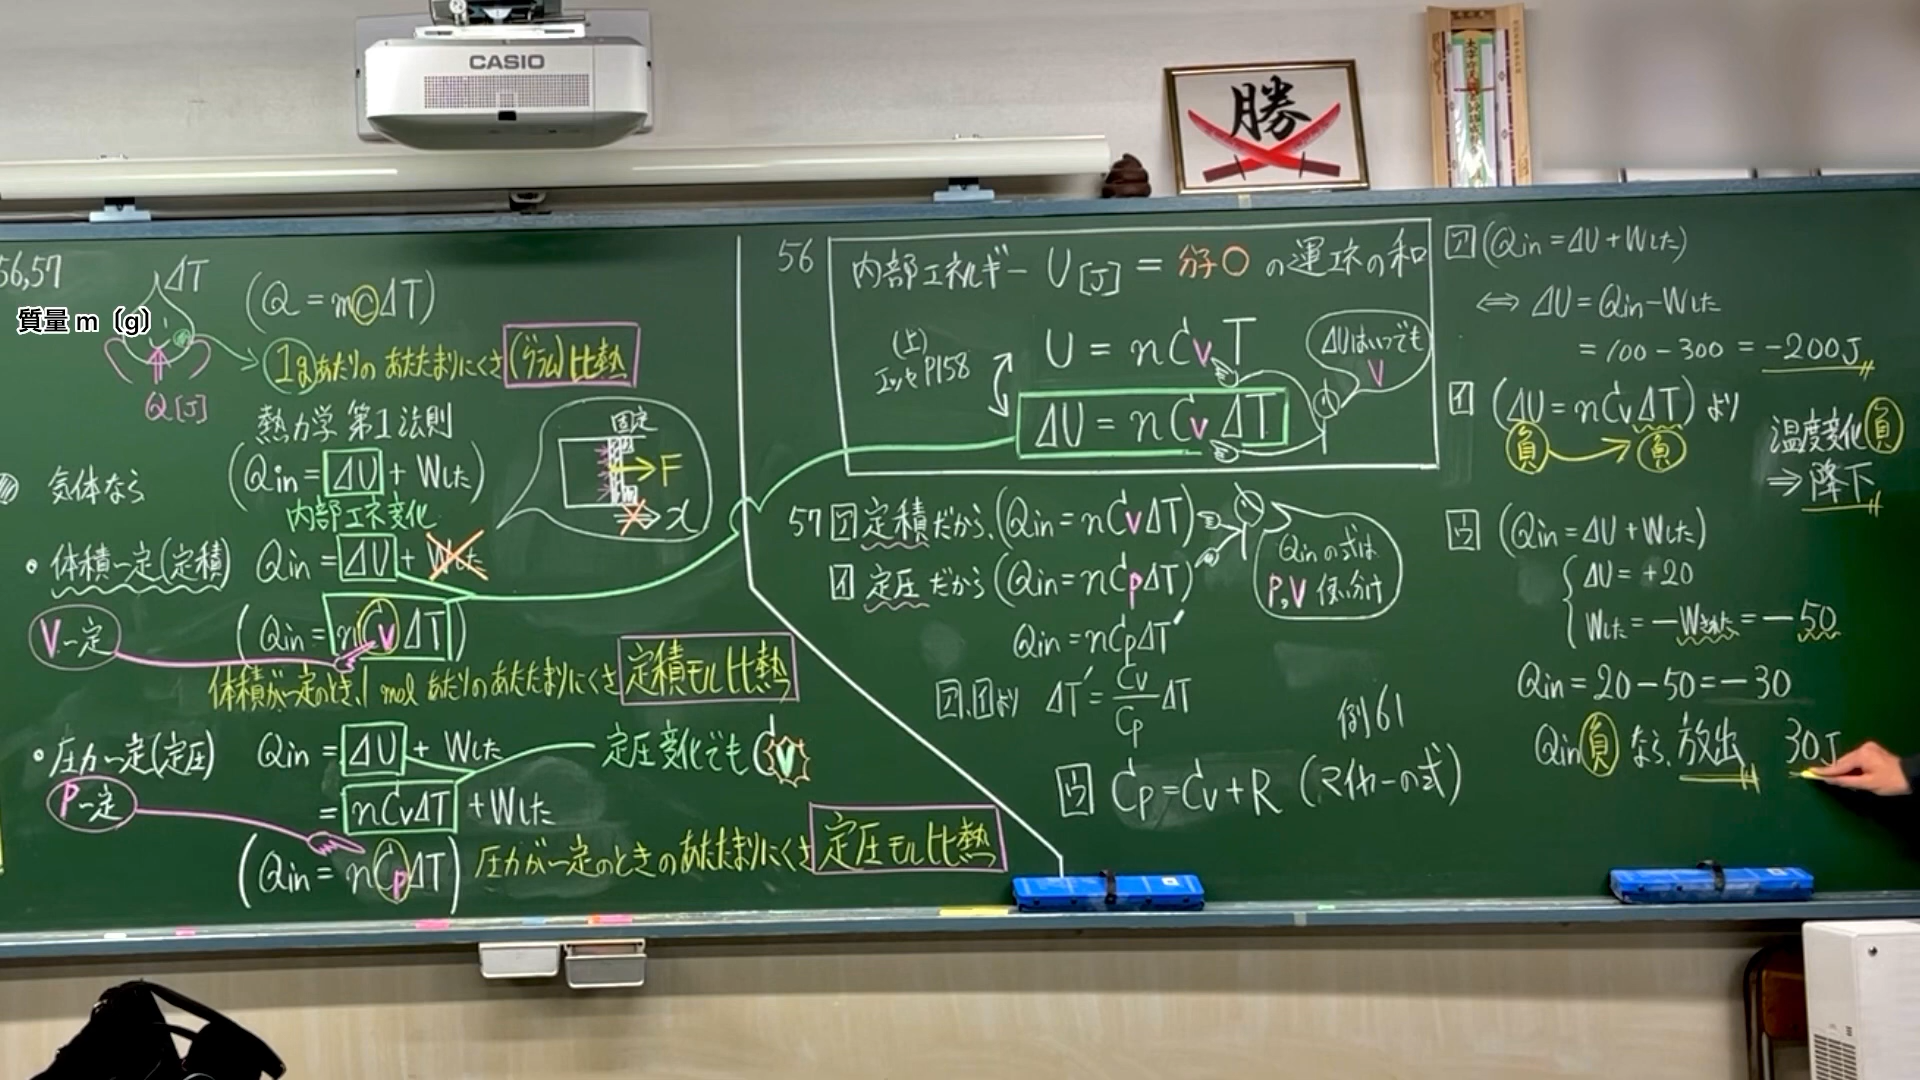 CASIO
勝
56,57
質量 m〔g〕
ΔT
(Q = mCΔT)
1gあたりの あたたまりにくさ (グラム)比熱
Q[J]
熱力学 第1法則
気体なら (Qin = ΔU + Wした)
内部エネ変化
固定
F
x
・体積一定(定積) Qin = ΔU + Wした
V一定 (Qin = nCvΔT)
体積が一定のとき、1 mol あたりのあたたまりにくさ 定積モル比熱
・圧力一定(定圧) Qin = ΔU + Wした 定圧変化でもCv
P一定 = nCvΔT + Wした
(Qin = nCpΔT) 圧力が一定のときのあたたまりにくさ 定圧モル比熱
56 内部エネルギー U[J] = 分子〇の運エネの和
(上)
エッセP158
U = nCvT
ΔU = nCvΔT
ΔUはいつでも
V
57 ア 定積だから、(Qin = nCvΔT)
イ 定圧だから (Qin = nCpΔT)
Qinの式は
P,V 使い分け
Qin = nCpΔT′
ア、イより ΔT′ = Cv/Cp ΔT
例61
ウ Cp = Cv + R (マイヤーの式)
ア (Qin = ΔU + Wした)
⇔ ΔU = Qin − Wした
= 100 − 300 = −200J
イ (ΔU = nCvΔT) より
負 負
温度変化 負
⇒ 降下
ウ (Qin = ΔU + Wした)
ΔU = +20
Wした = −Wされた = −50
Qin = 20 − 50 = −30
Qin 負 なら、放出 30J